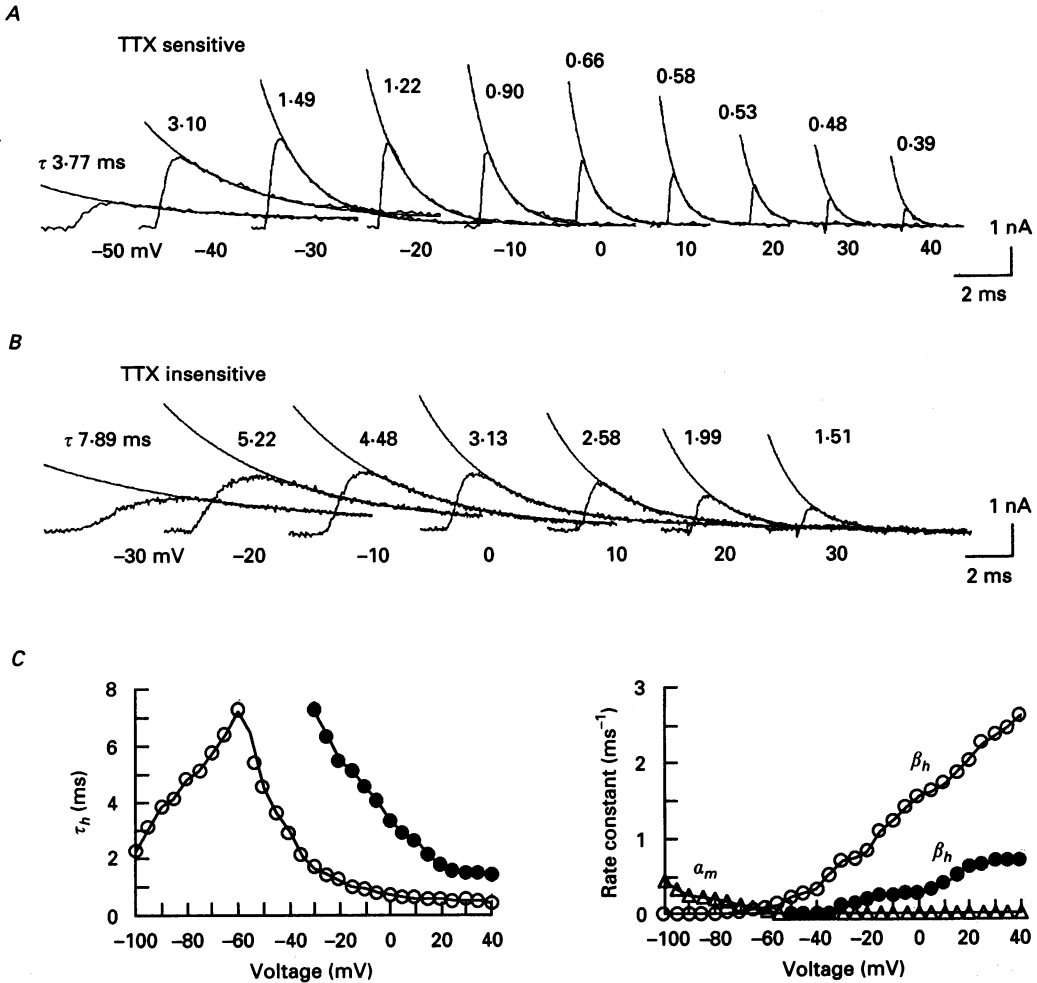 A
TTX sensitive
τ 3·77 ms
3·10
1·49
1·22
0·90
0·66
0·58
0·53
0·48
0·39
−50 mV −40 −30 −20 −10 0 10 20 30 40
1 nA
2 ms
B
TTX insensitive
τ 7·89 ms 5·22 4·48 3·13 2·58 1·99 1·51
−30 mV −20 −10 0 10 20 30
1 nA
2 ms
C
8
6
4
2
0
τh (ms)
−100 −80 −60 −40 −20 0 20 40
Voltage (mV)
3
2
1
0
Rate constant (ms−1)
βh
βh
αm
−100 −80 −60 −40 −20 0 20 40
Voltage (mV)